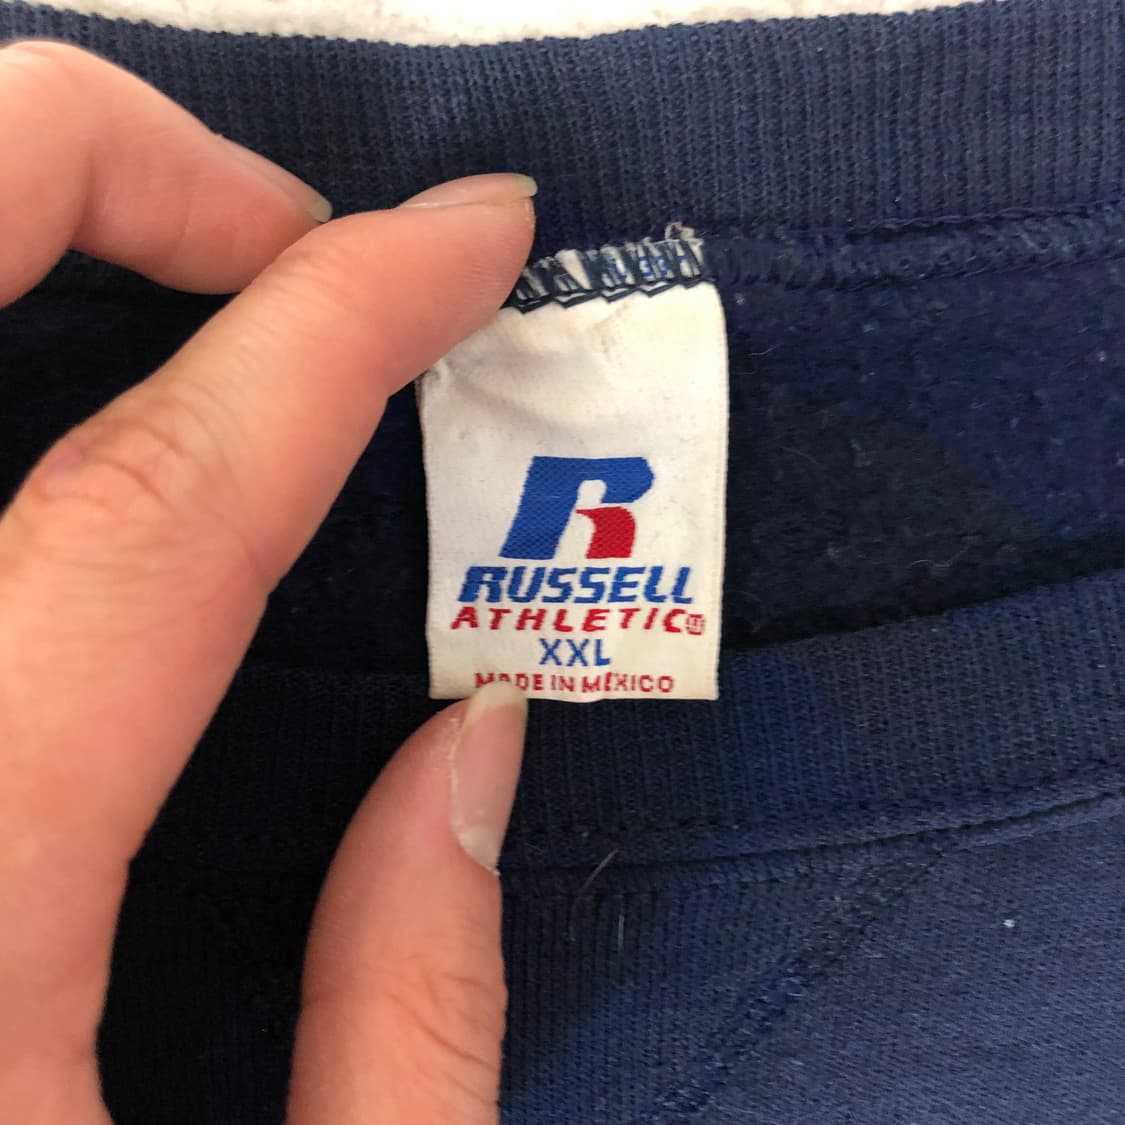 R
RUSSELL
ATHLETIC®
XXL
MADE IN MEXICO